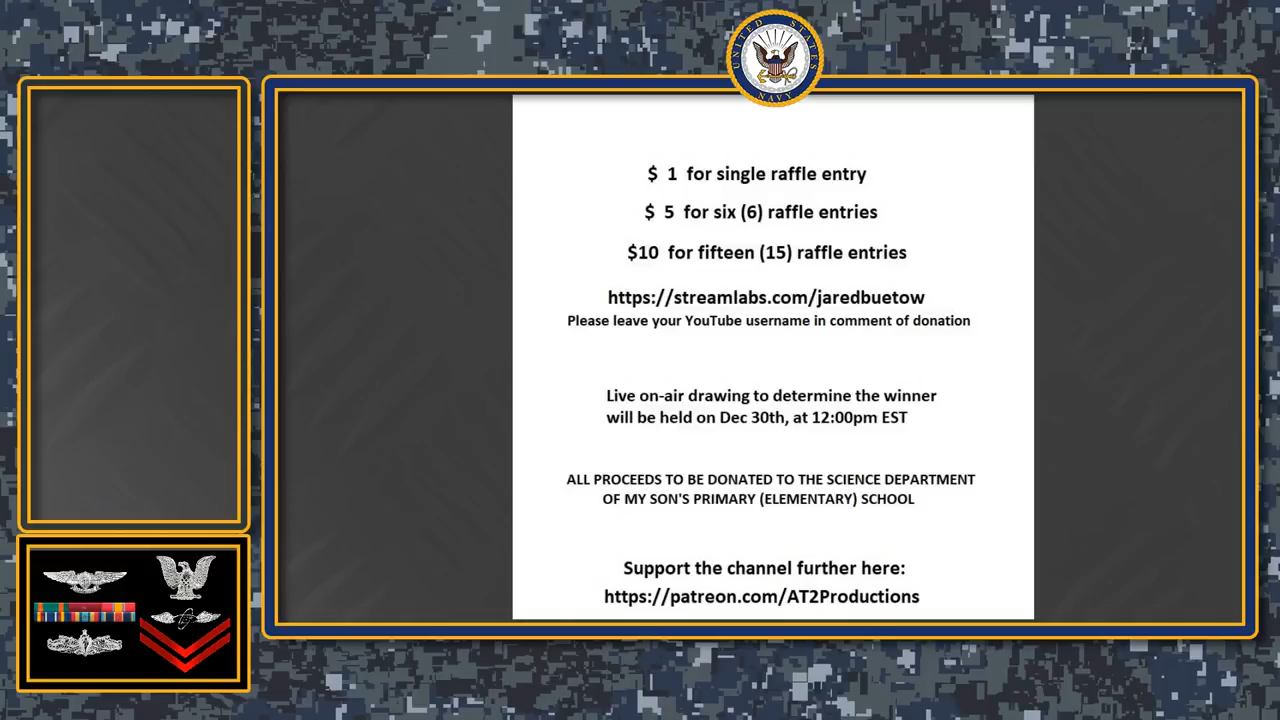 UNITED STATES
NAVY
$ 1 for single raffle entry
$ 5 for six (6) raffle entries
$10 for fifteen (15) raffle entries
https://streamlabs.com/jaredbuetow
Please leave your YouTube username in comment of donation
Live on-air drawing to determine the winner
will be held on Dec 30th, at 12:00pm EST
ALL PROCEEDS TO BE DONATED TO THE SCIENCE DEPARTMENT
OF MY SON'S PRIMARY (ELEMENTARY) SCHOOL
Support the channel further here:
https://patreon.com/AT2Productions